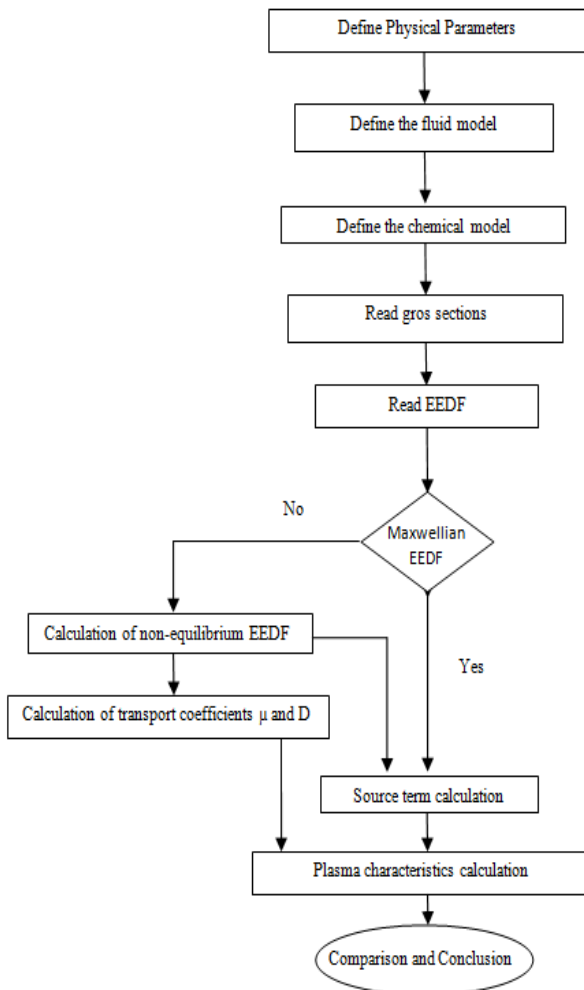 Define Physical Parameters
Define the fluid model
Define the chemical model
Read gros sections
Read EEDF
No
Maxwellian
EEDF
Calculation of non-equilibrium EEDF
Yes
Calculation of transport coefficients µ and D
Source term calculation
Plasma characteristics calculation
Comparison and Conclusion